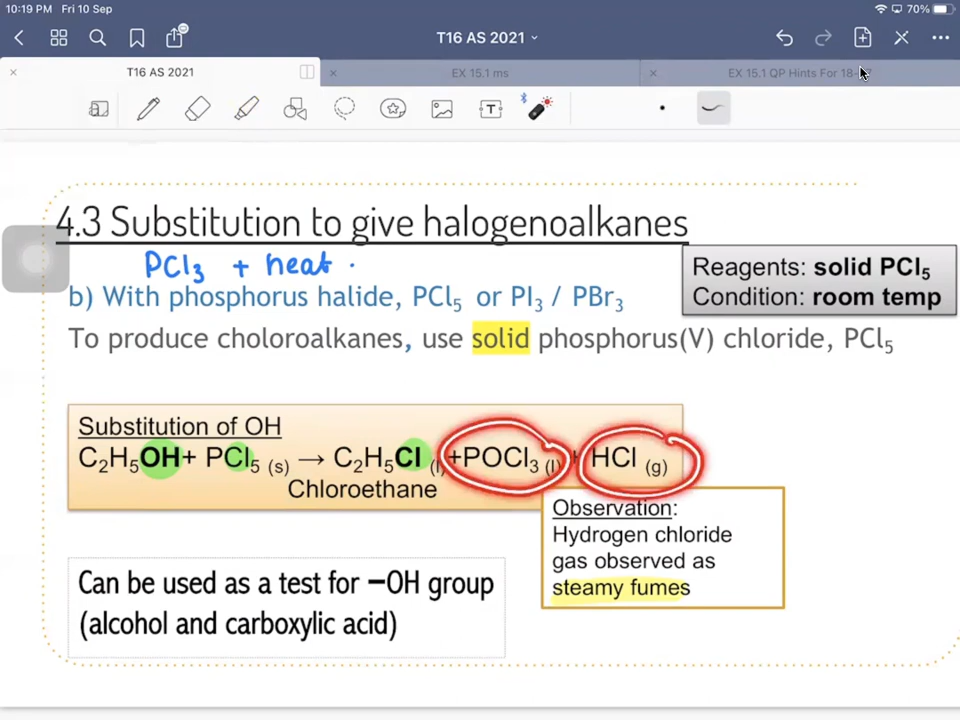 10:19 PM Fri 10 Sep 70%
T16 AS 2021
T16 AS 2021 EX 15.1 ms EX 15.1 QP Hints For 18-
4.3 Substitution to give halogenoalkanes
PCl3 + heat .
b) With phosphorus halide, PCl5 or PI3 / PBr3
Reagents: solid PCl5
Condition: room temp
To produce choloroalkanes, use solid phosphorus(V) chloride, PCl5
Substitution of OH
C2H5OH+ PCl5 (s) → C2H5Cl (l) +POCl3 (l) + HCl (g)
Chloroethane
Observation:
Hydrogen chloride
gas observed as
steamy fumes
Can be used as a test for –OH group
(alcohol and carboxylic acid)